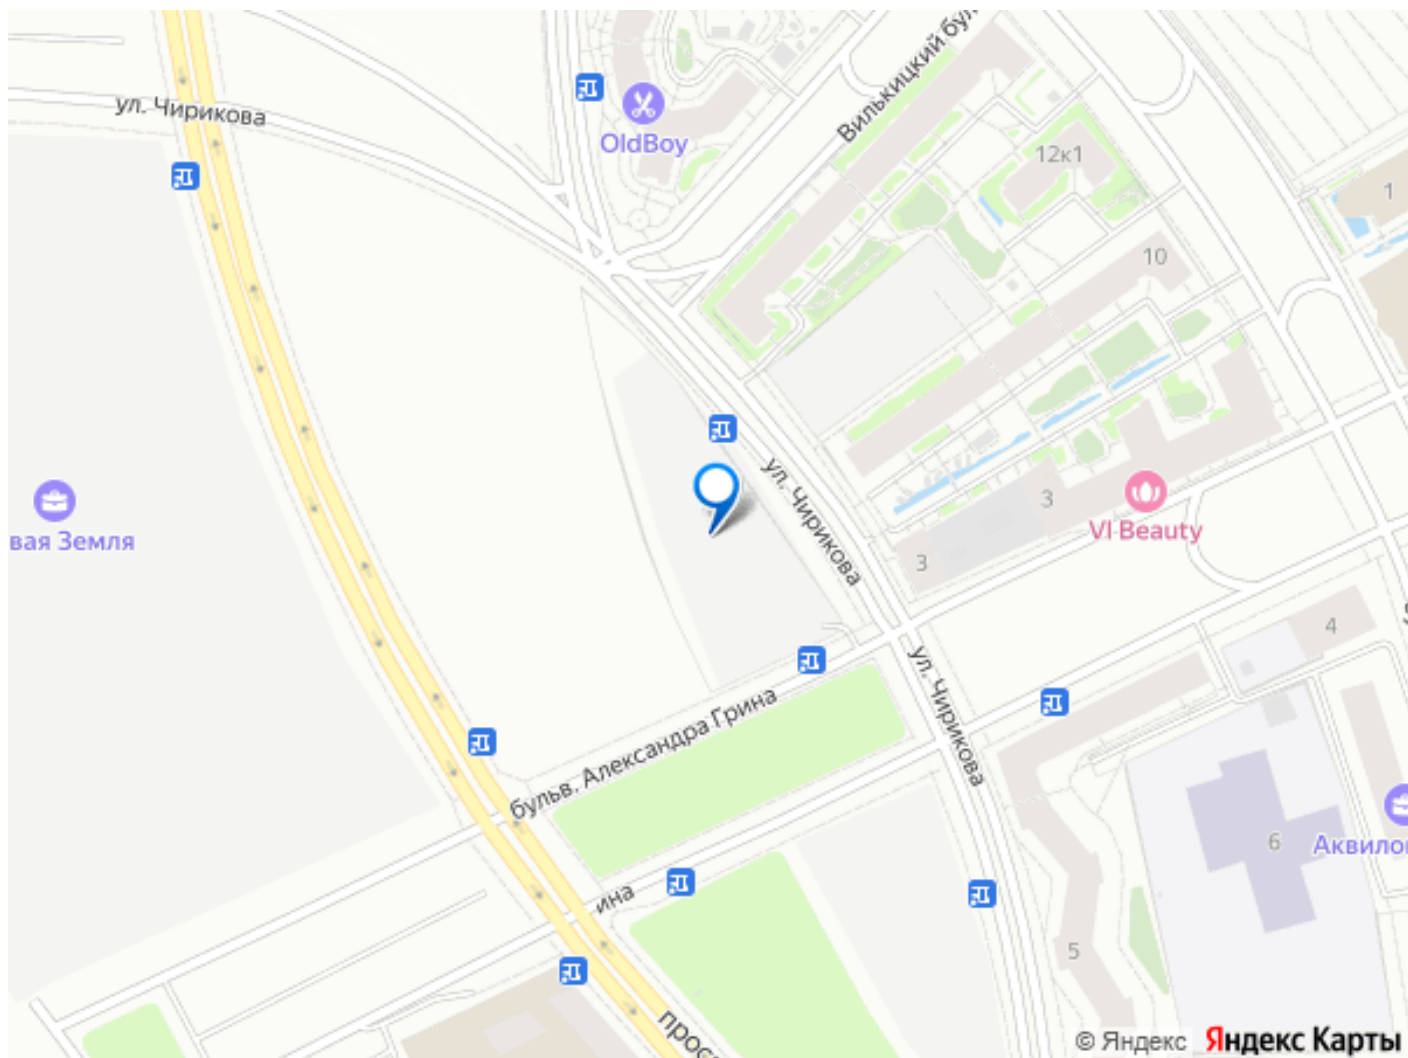 Вилькицкий бул
ул. Чирикова
OldBoy
12к1
1
10
ул. Чирикова
3
VI Beauty
3
вая Земля
4
ул. Чирикова
бульв. Александра Грина
6
Аквило
ина
5
прос
© Яндекс
Яндекс Карты